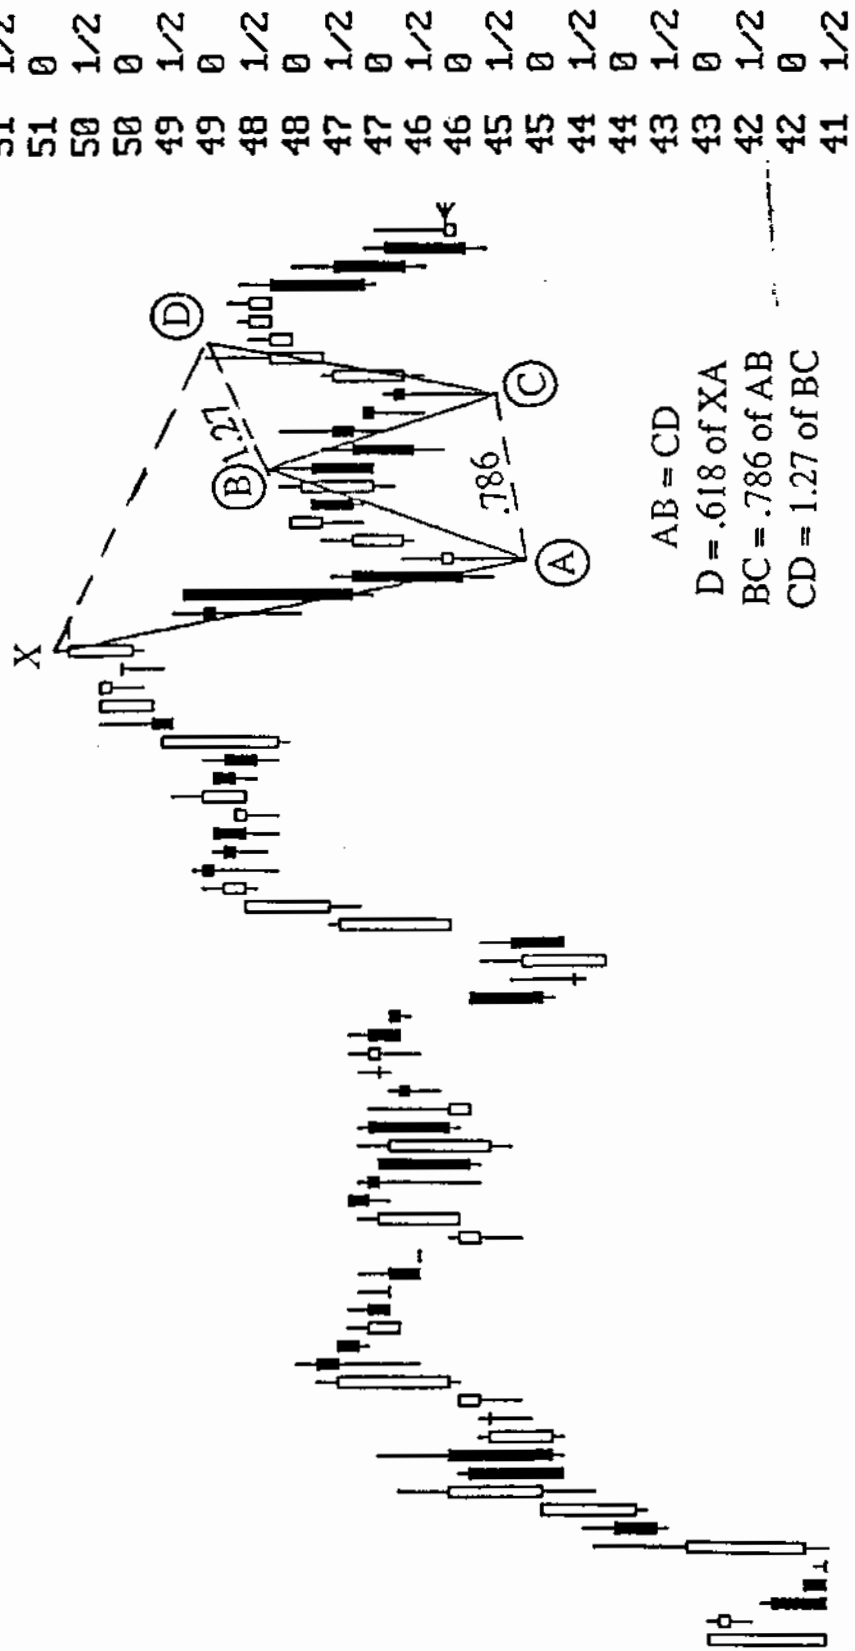 51 1/2
51 0
50 1/2
50 0
49 1/2
49 0
48 1/2
48 0
47 1/2
47 0
46 1/2
46 0
45 1/2
45 0
44 1/2
44 0
43 1/2
43 0
42 1/2
42 0
41 1/2
X
D
1.27
B
C
.786
A
AB = CD
D = .618 of XA
BC = .786 of AB
CD = 1.27 of BC